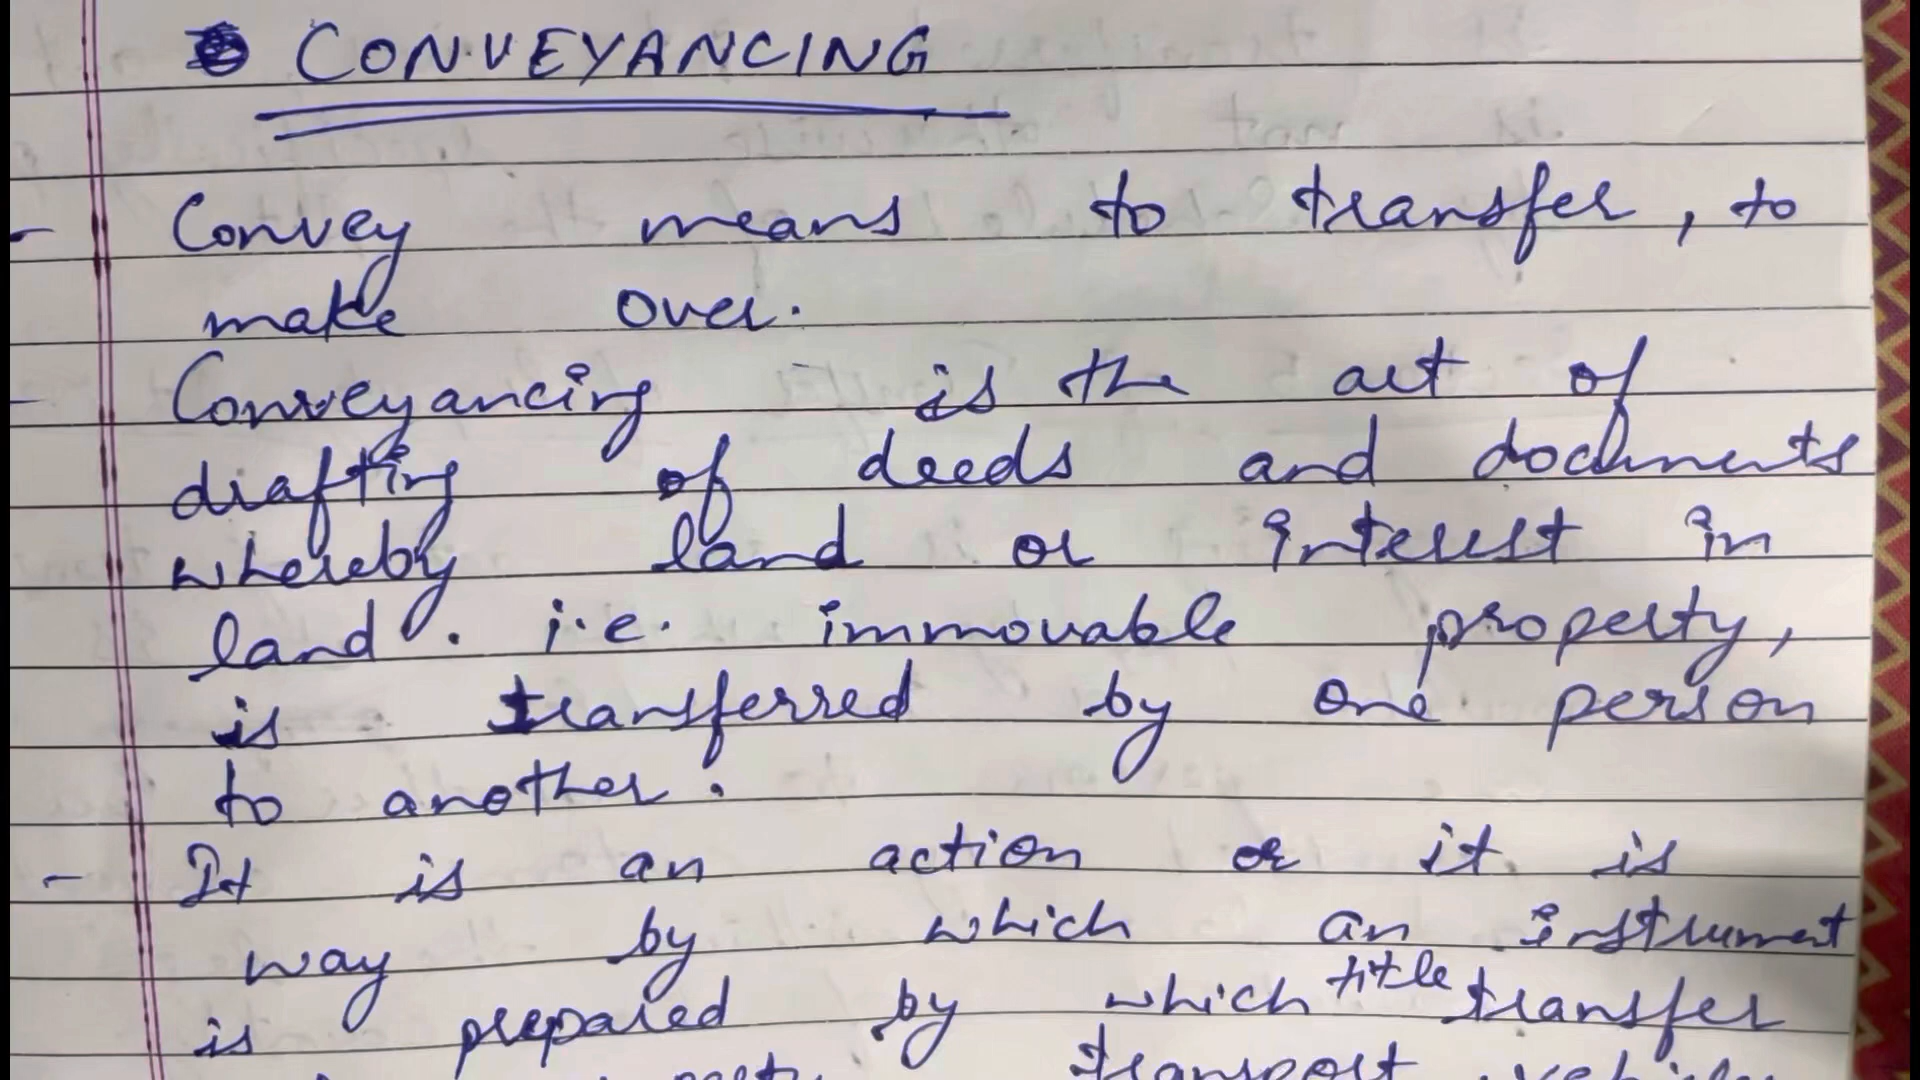 CONVEYANCING
- Convey means to transfer, to
make over.
- Conveyancing is the art of
drafting of deeds and documents
whereby land or interest in
land. i.e. immovable property,
is transferred by one person
to another.
- It is an action or it is
way by which an instrument
is prepared by which title transfer
transport